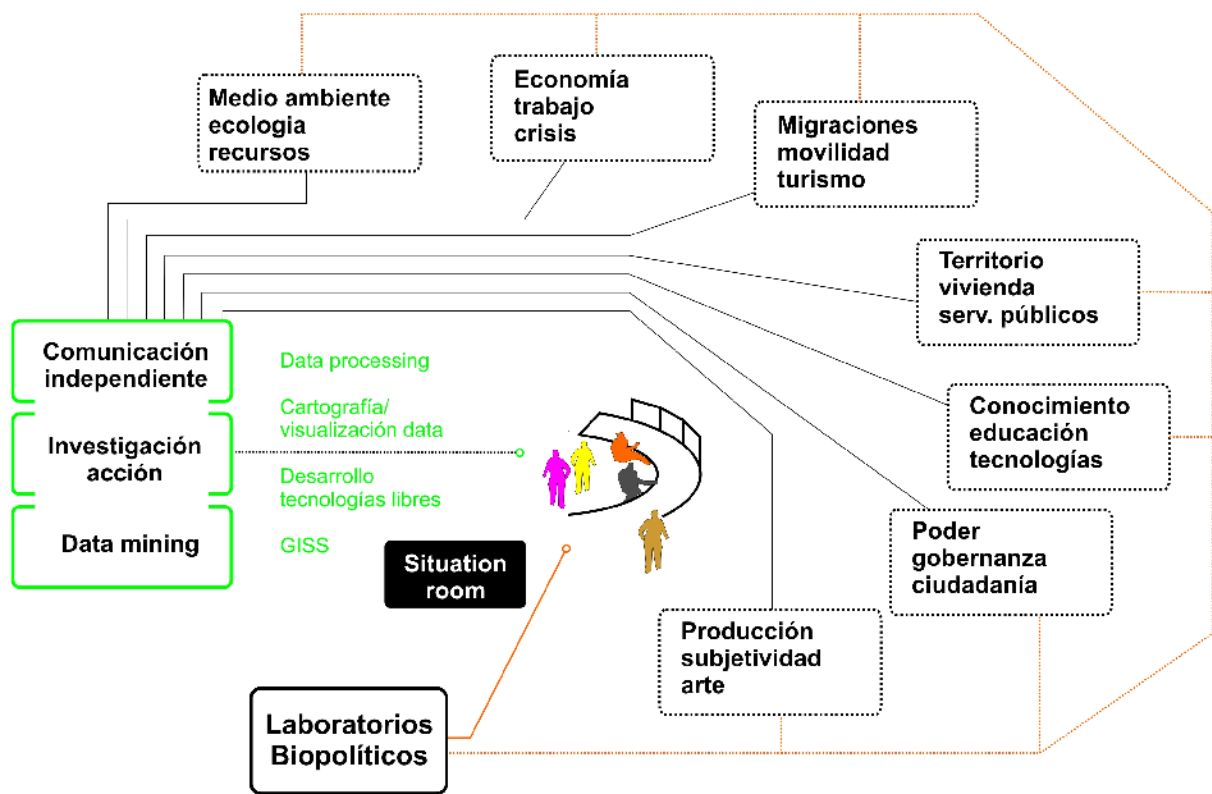 Medio ambiente
ecologia
recursos
Economía
trabajo
crisis
Migraciones
movilidad
turismo
Territorio
vivienda
serv. públicos
Conocimiento
educación
tecnologías
Poder
gobernanza
ciudadanía
Producción
subjetividad
arte
Comunicación
independiente
Investigación
acción
Data mining
Data processing
Cartografía/
visualización data
Desarrollo
tecnologías libres
GISS
Situation
room
Laboratorios
Biopolíticos